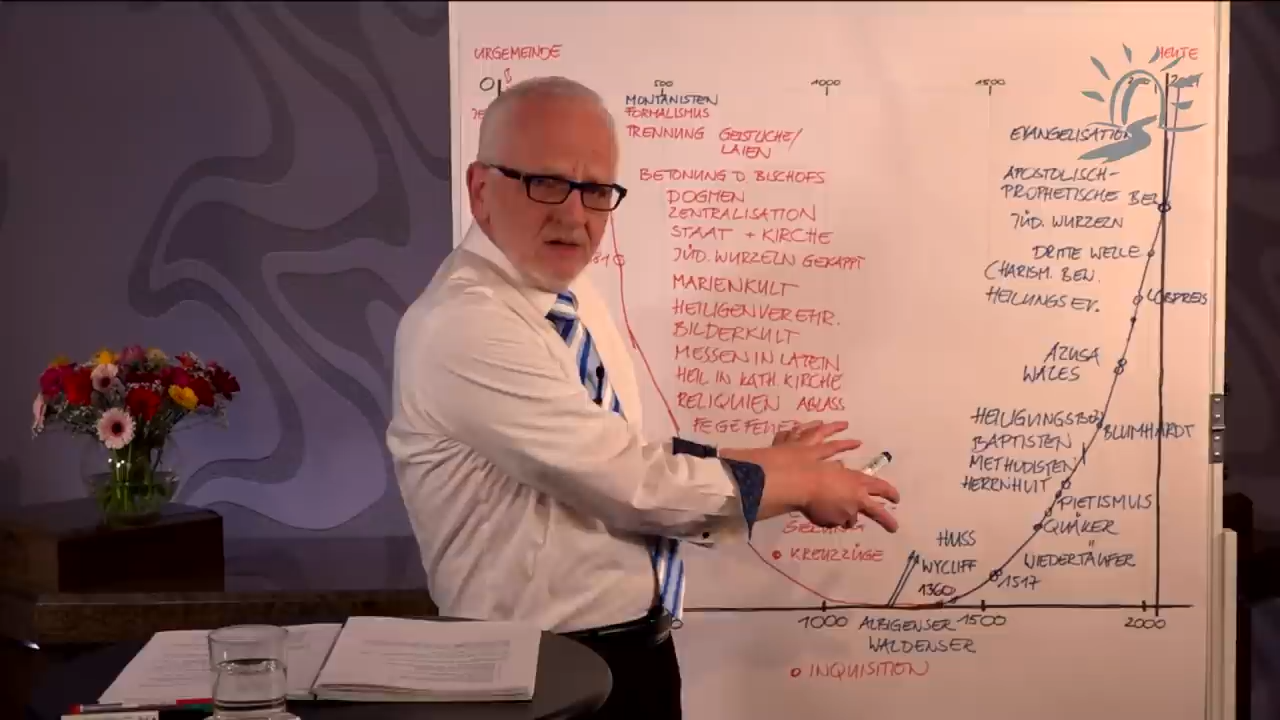 URGEMEINDE
HEUTE
0
500
1000
1500
MONTANISTEN
FORMALISMUS
TRENNUNG GEISTLICHE/
LAIEN
BETONUNG D. BISCHOFS
DOGMEN
ZENTRALISATION
STAAT + KIRCHE
JÜD. WURZELN GEKAPPT
MARIENKULT
HEILIGENVEREHR.
BILDERKULT
MESSEN IN LATEIN
HEIL IN KATH. KIRCHE
RELIQUIEN ABLASS
KREUZZÜGE
EVANGELISATION
APOSTOLISCH-
PROPHETISCHE BEW
JÜD. WURZELN
DRITTE WELLE
CHARISM. BEW.
HEILUNGSEV.
LOBPREIS
AZUSA
WALES
HEILIGUNGSBEW
BLUMHARDT
BAPTISTEN
METHODISTEN
HERRNHUT
PIETISMUS
QUÄKER
WIEDERTÄUFER
HUSS
WYCLIFF
1360
1517
1000
ALBIGENSER
1500
2000
WALDENSER
INQUISITION